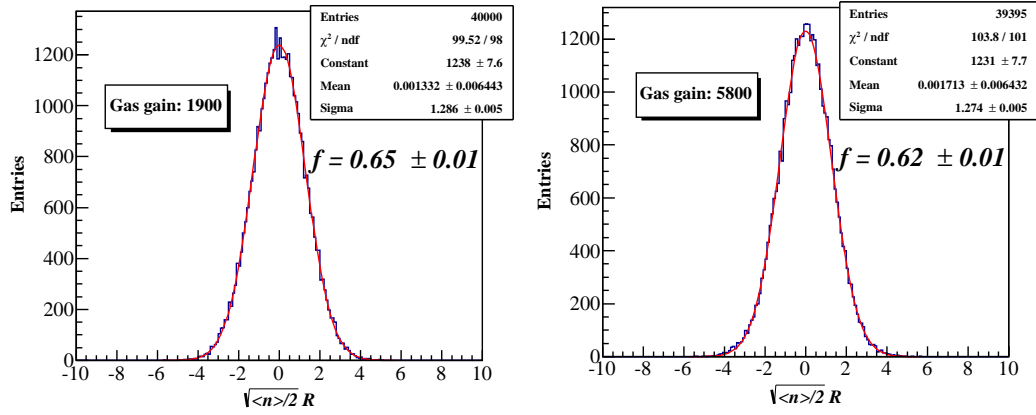 Entries 40000
χ² / ndf 99.52 / 98
Constant 1238 ± 7.6
Mean 0.001332 ± 0.006443
Sigma 1.286 ± 0.005
Gas gain: 1900
f = 0.65 ± 0.01
Entries
1200
1000
800
600
400
200
0
-10 -8 -6 -4 -2 0 2 4 6 8 10
√<n>/2 R
Entries 39395
χ² / ndf 103.8 / 101
Constant 1231 ± 7.7
Mean 0.001713 ± 0.006432
Sigma 1.274 ± 0.005
Gas gain: 5800
f = 0.62 ± 0.01
Entries
1200
1000
800
600
400
200
0
-10 -8 -6 -4 -2 0 2 4 6 8 10
√<n>/2 R